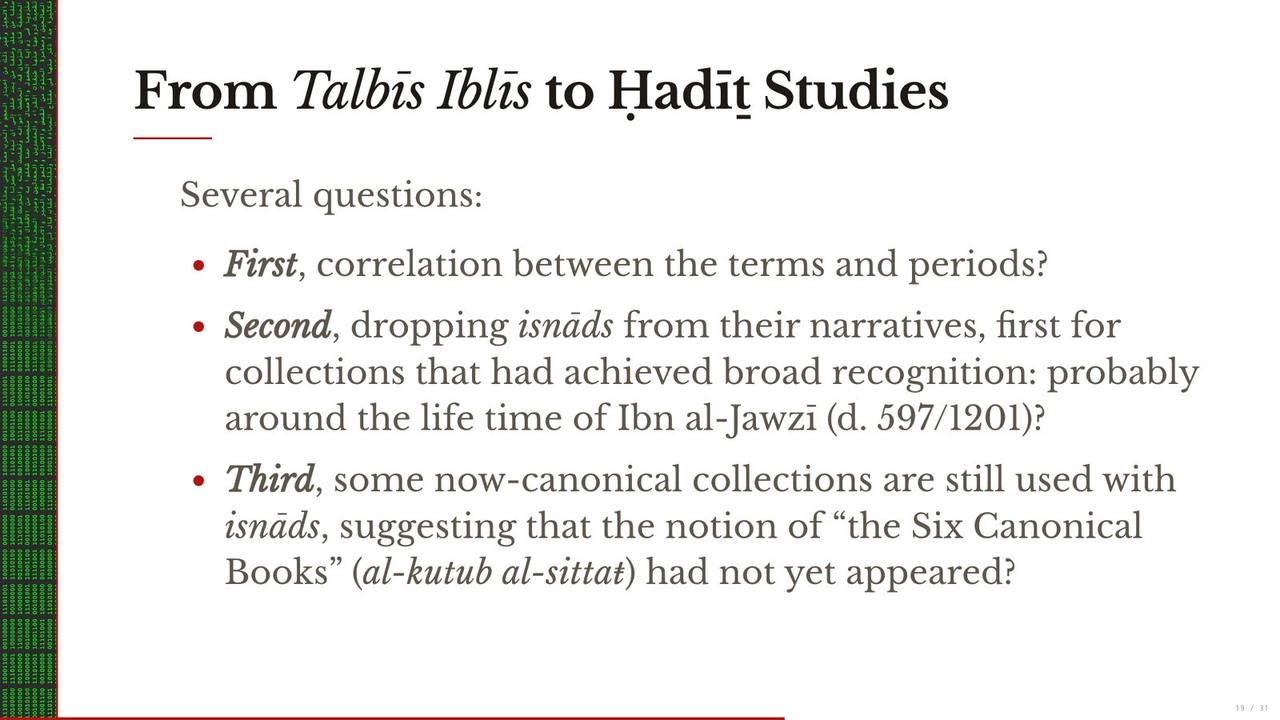 From Talbīs Iblīs to Ḥadīṯ Studies
Several questions:
• First, correlation between the terms and periods?
• Second, dropping isnāds from their narratives, first for
collections that had achieved broad recognition: probably
around the life time of Ibn al-Jawzī (d. 597/1201)?
• Third, some now-canonical collections are still used with
isnāds, suggesting that the notion of “the Six Canonical
Books” (al-kutub al-sittaŧ) had not yet appeared?
19 / 31